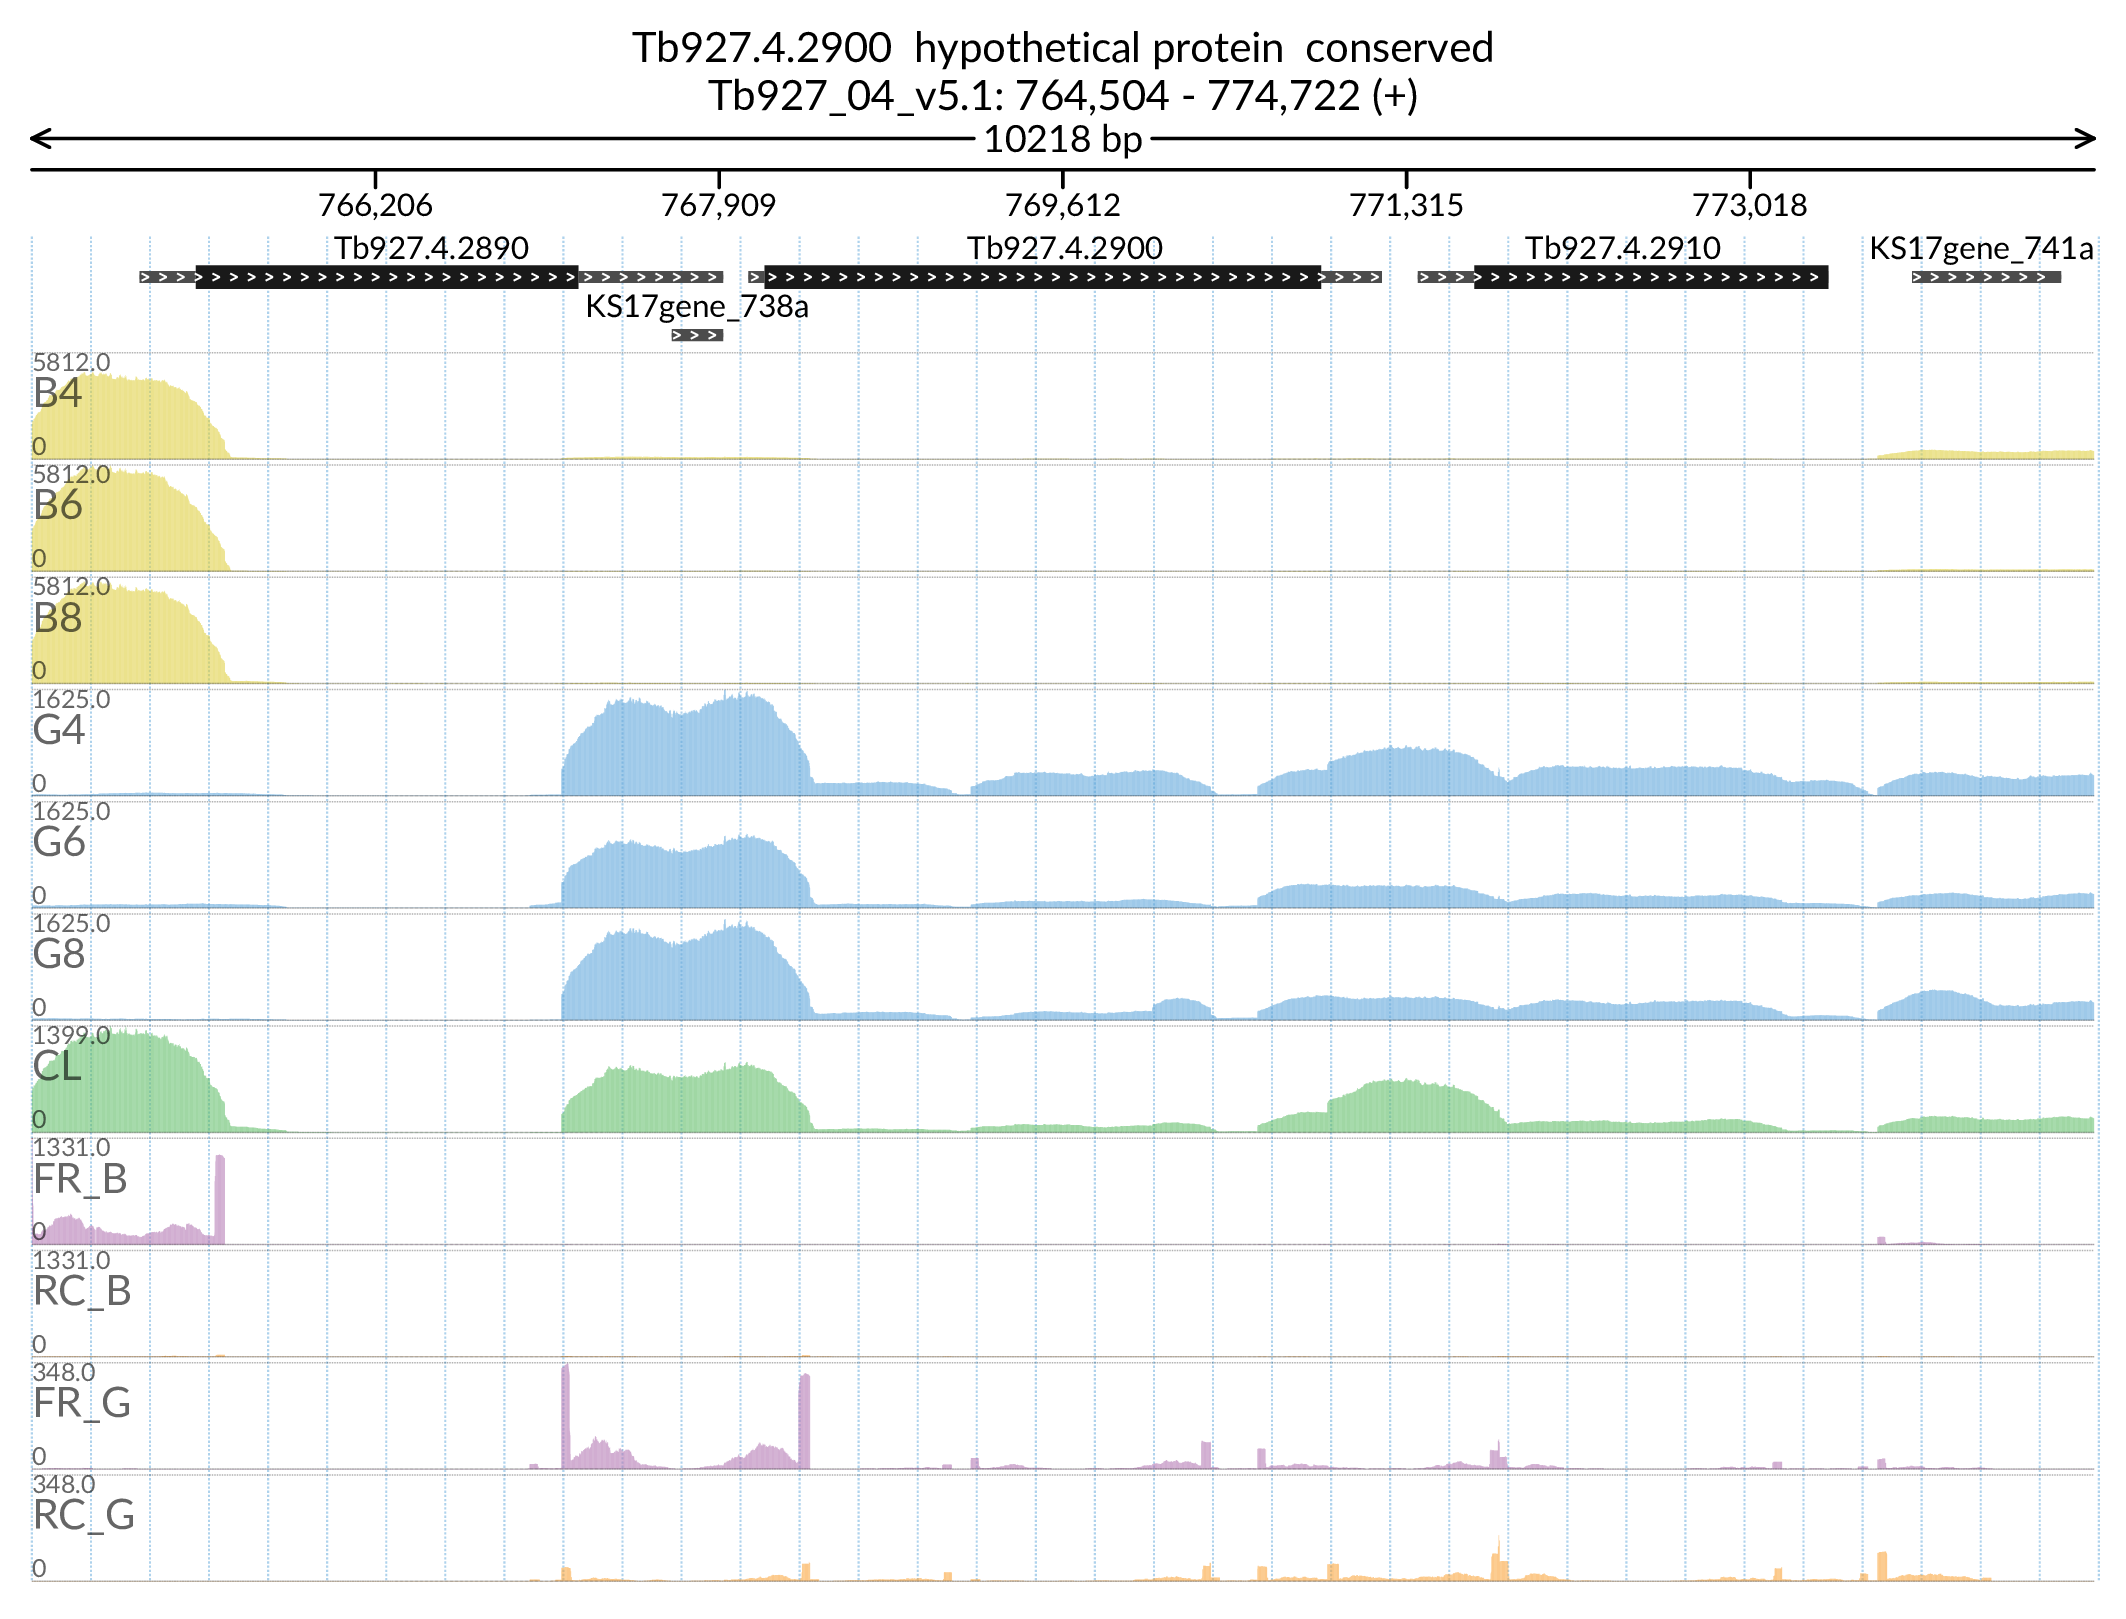 Tb927.4.2900 hypothetical protein conserved
Tb927_04_v5.1: 764,504 - 774,722 (+)
10218 bp
766,206 767,909 769,612 771,315 773,018
Tb927.4.2890 Tb927.4.2900 Tb927.4.2910 KS17gene_741a
KS17gene_738a
5812.0
B4
0
5812.0
B6
0
5812.0
B8
0
1625.0
G4
0
1625.0
G6
0
1625.0
G8
0
1399.0
CL
0
1331.0
FR_B
0
1331.0
RC_B
0
348.0
FR_G
0
348.0
RC_G
0